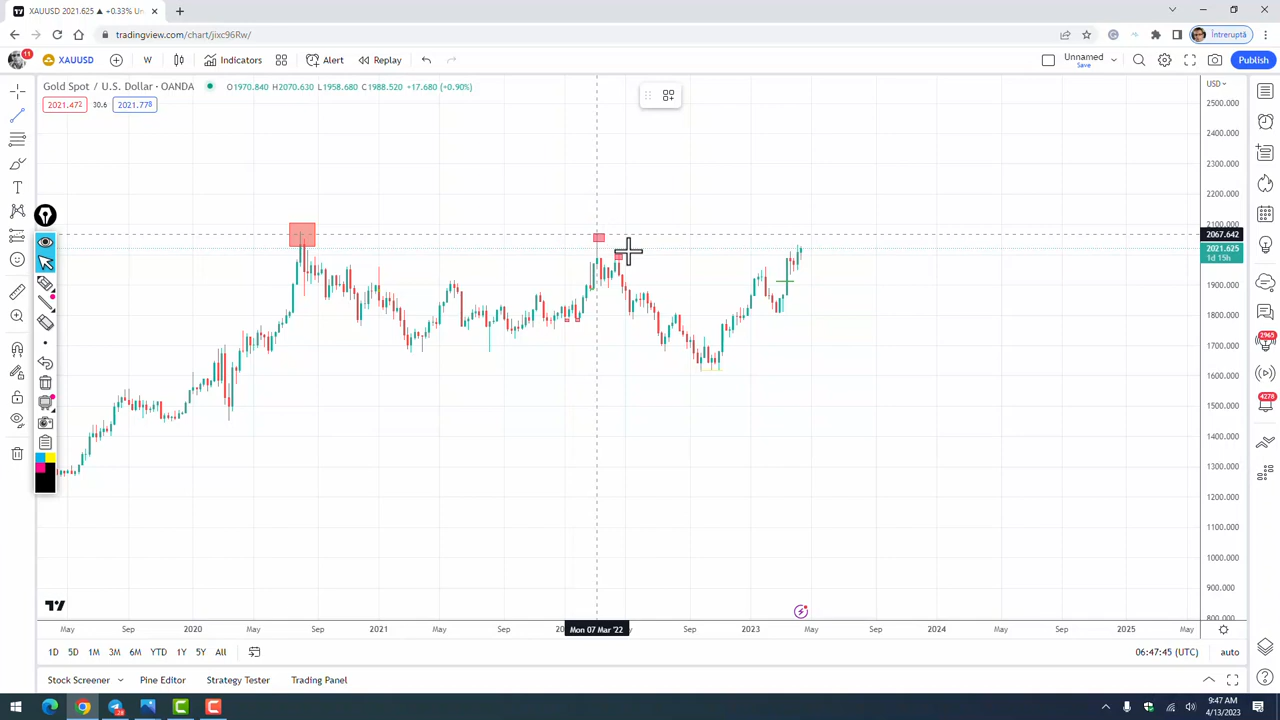 XAUUSD 2021.625 ▲ +0.33% Un
tradingview.com/chart/jixc96Rw/
Întreruptă
11
XAUUSD
W
Indicators
Alert
Replay
Unnamed
Save
Publish
Gold Spot / U.S. Dollar · OANDA
O1970.840 H2070.630 L1958.680 C1988.520 +17.680 (+0.90%)
USD
2021.472
30.6
2021.778
2500.000
2400.000
2300.000
2200.000
2100.000
2067.642
2021.625
1d 15h
1900.000
1800.000
1700.000
1600.000
1500.000
1400.000
1300.000
1200.000
1100.000
1000.000
900.000
800.000
2965
4278
May
Sep
2020
May
Sep
2021
May
Sep
Mon 07 Mar '22
Sep
2023
May
Sep
2024
May
Sep
2025
May
1D
5D
1M
3M
6M
YTD
1Y
5Y
All
06:47:45 (UTC)
auto
Stock Screener
Pine Editor
Strategy Tester
Trading Panel
9:47 AM
4/13/2023